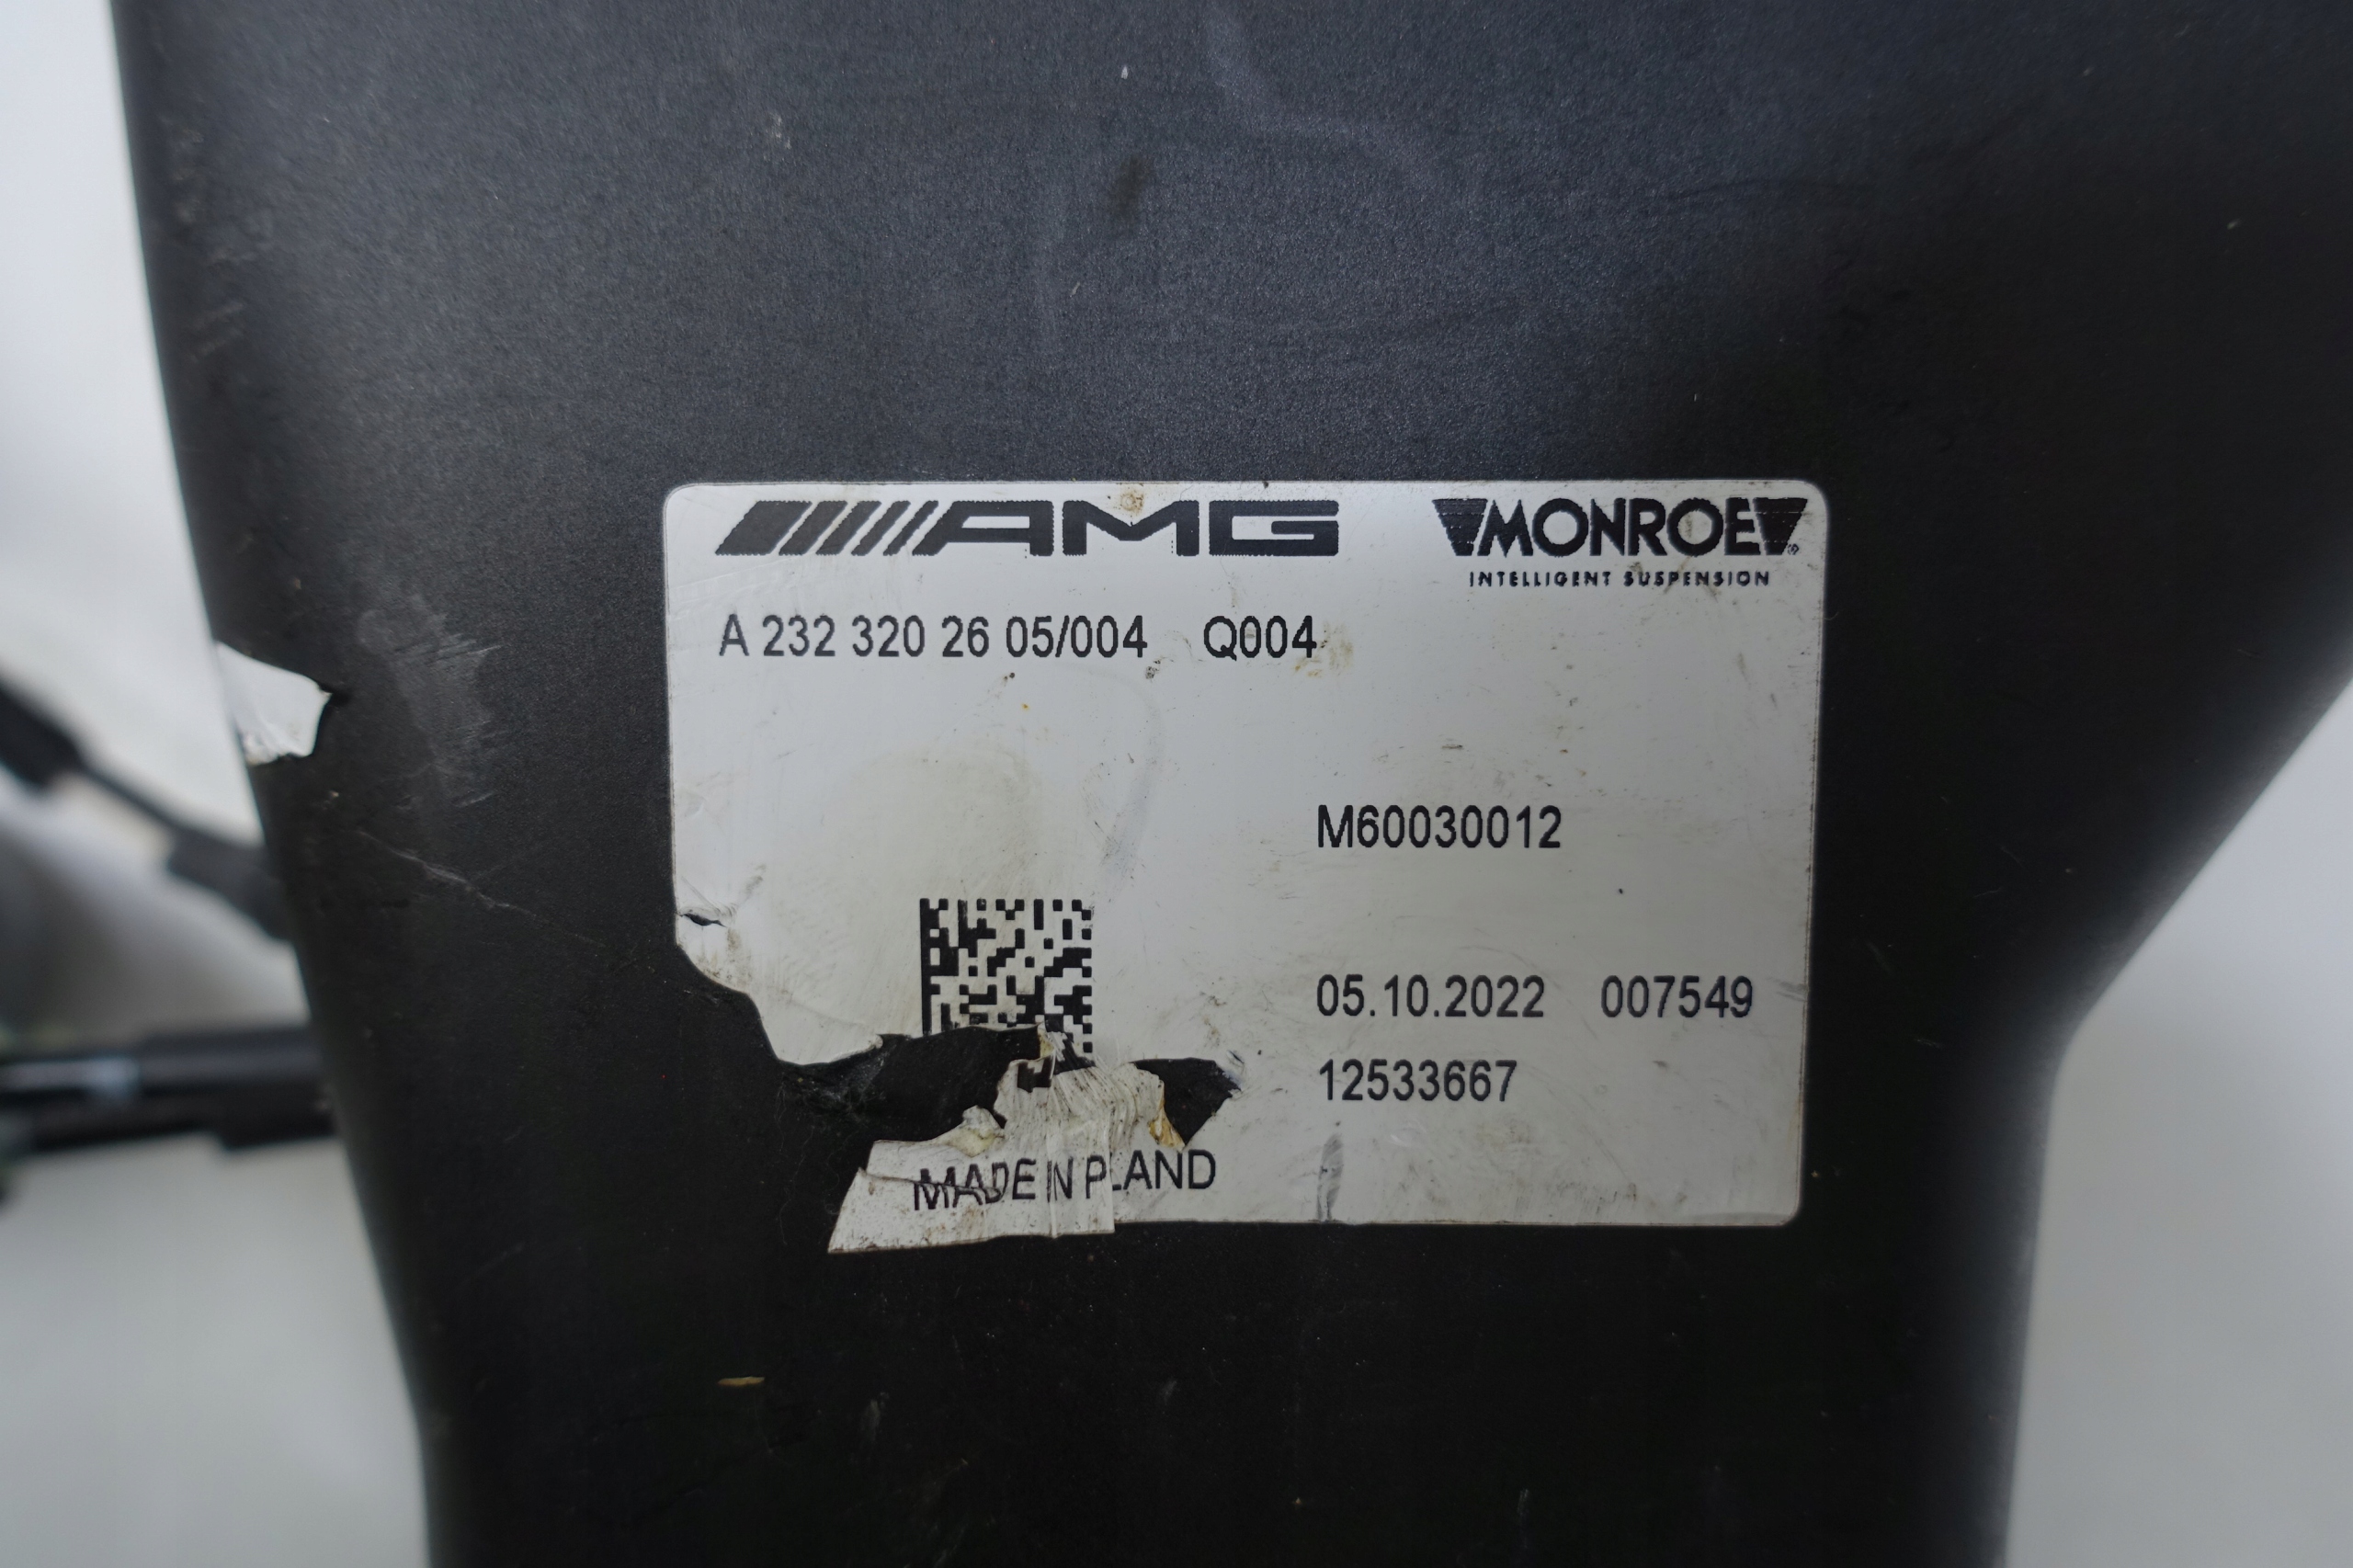 AMG MONROE®
INTELLIGENT SUSPENSION
A 232 320 26 05/004 Q004
M60030012
05.10.2022 007549
12533667
MADE IN PLAND